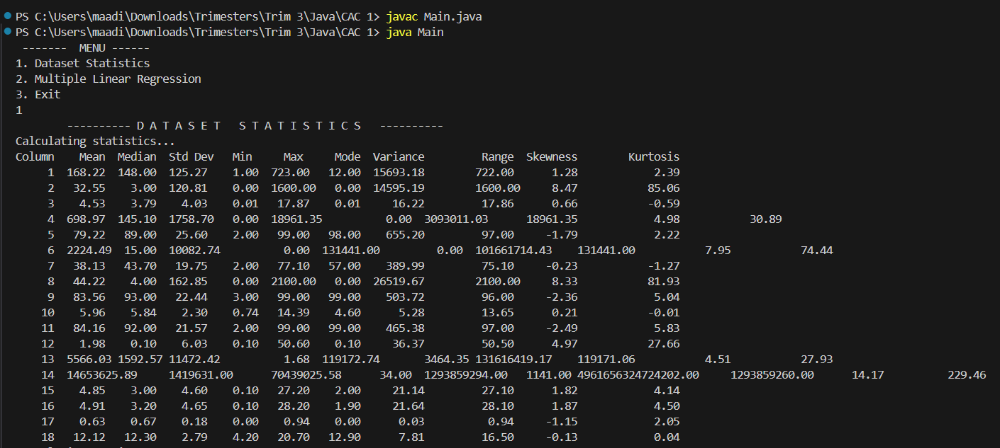 PS C:\Users\maadi\Downloads\Trimesters\Trim 3\Java\CAC 1> javac Main.java
PS C:\Users\maadi\Downloads\Trimesters\Trim 3\Java\CAC 1> java Main
------- MENU ------
1. Dataset Statistics
2. Multiple Linear Regression
3. Exit
1
---------- D A T A S E T   S T A T I S T I C S ----------
Calculating statistics...
Column Mean Median Std Dev Min Max Mode Variance Range Skewness Kurtosis
1 168.22 148.00 125.27 1.00 723.00 12.00 15693.18 722.00 1.28 2.39
2 32.55 3.00 120.81 0.00 1600.00 0.00 14595.19 1600.00 8.47 85.06
3 4.53 3.79 4.03 0.01 17.87 0.01 16.22 17.86 0.66 -0.59
4 698.97 145.10 1758.70 0.00 18961.35 0.00 3093011.03 18961.35 4.98 30.89
5 79.22 89.00 25.60 2.00 99.00 98.00 655.20 97.00 -1.79 2.22
6 2224.49 15.00 10082.74 0.00 131441.00 0.00 101661714.43 131441.00 7.95 74.44
7 38.13 43.70 19.75 2.00 77.10 57.00 389.99 75.10 -0.23 -1.27
8 44.22 4.00 162.85 0.00 2100.00 0.00 26519.67 2100.00 8.33 81.93
9 83.56 93.00 22.44 3.00 99.00 99.00 503.72 96.00 -2.36 5.04
10 5.96 5.84 2.30 0.74 14.39 4.60 5.28 13.65 0.21 -0.01
11 84.16 92.00 21.57 2.00 99.00 99.00 465.38 97.00 -2.49 5.83
12 1.98 0.10 6.03 0.10 50.60 0.10 36.37 50.50 4.97 27.66
13 5566.03 1592.57 11472.42 1.68 119172.74 3464.35 131616419.17 119171.06 4.51 27.93
14 14653625.89 1419631.00 70439025.58 34.00 1293859294.00 1141.00 4961656324724202.00 1293859260.00 14.17 229.46
15 4.85 3.00 4.60 0.10 27.20 2.00 21.14 27.10 1.82 4.14
16 4.91 3.20 4.65 0.10 28.20 1.90 21.64 28.10 1.87 4.50
17 0.63 0.67 0.18 0.00 0.94 0.00 0.03 0.94 -1.15 2.05
18 12.12 12.30 2.79 4.20 20.70 12.90 7.81 16.50 -0.13 0.04